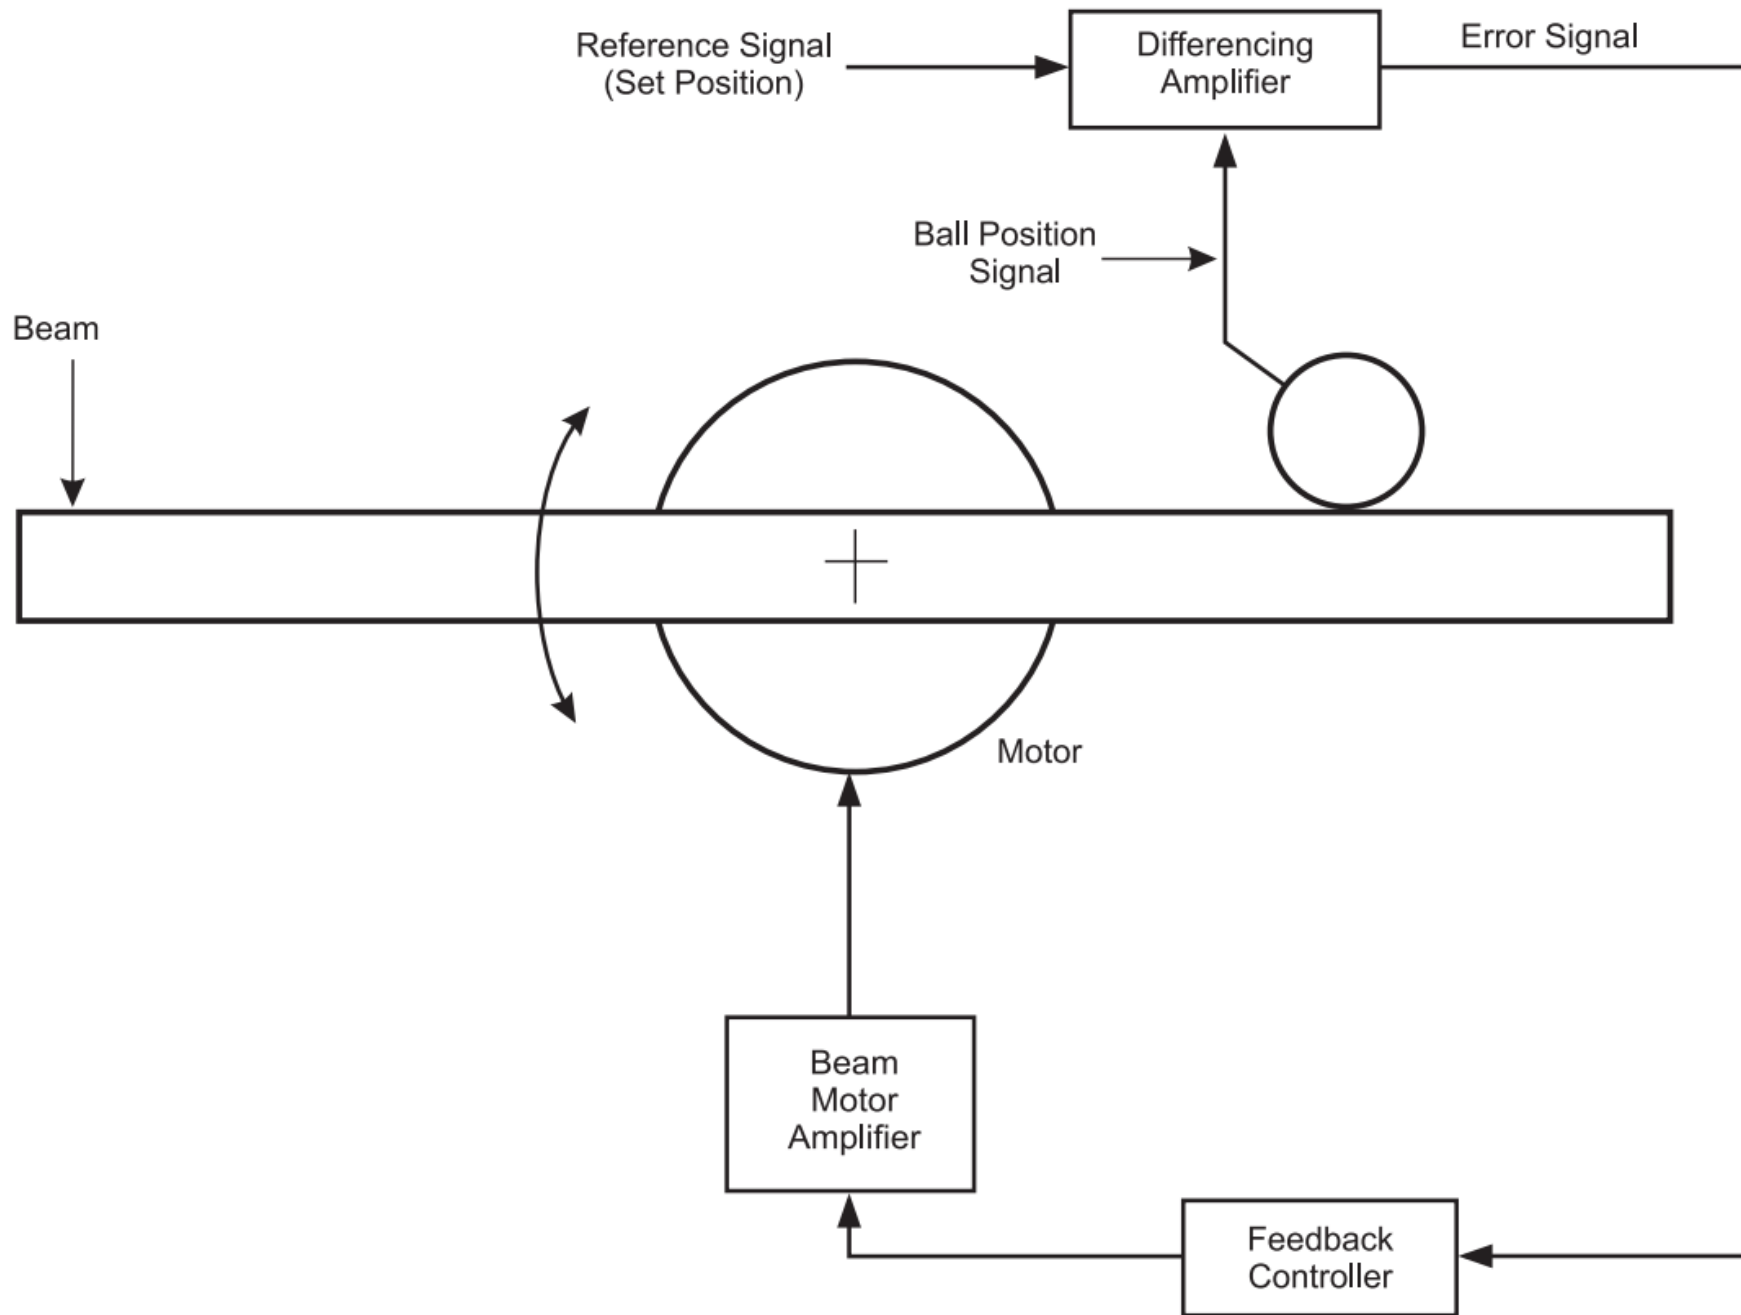 Reference Signal
(Set Position)
Differencing
Amplifier
Error Signal
Ball Position
Signal
Beam
Motor
Beam
Motor
Amplifier
Feedback
Controller